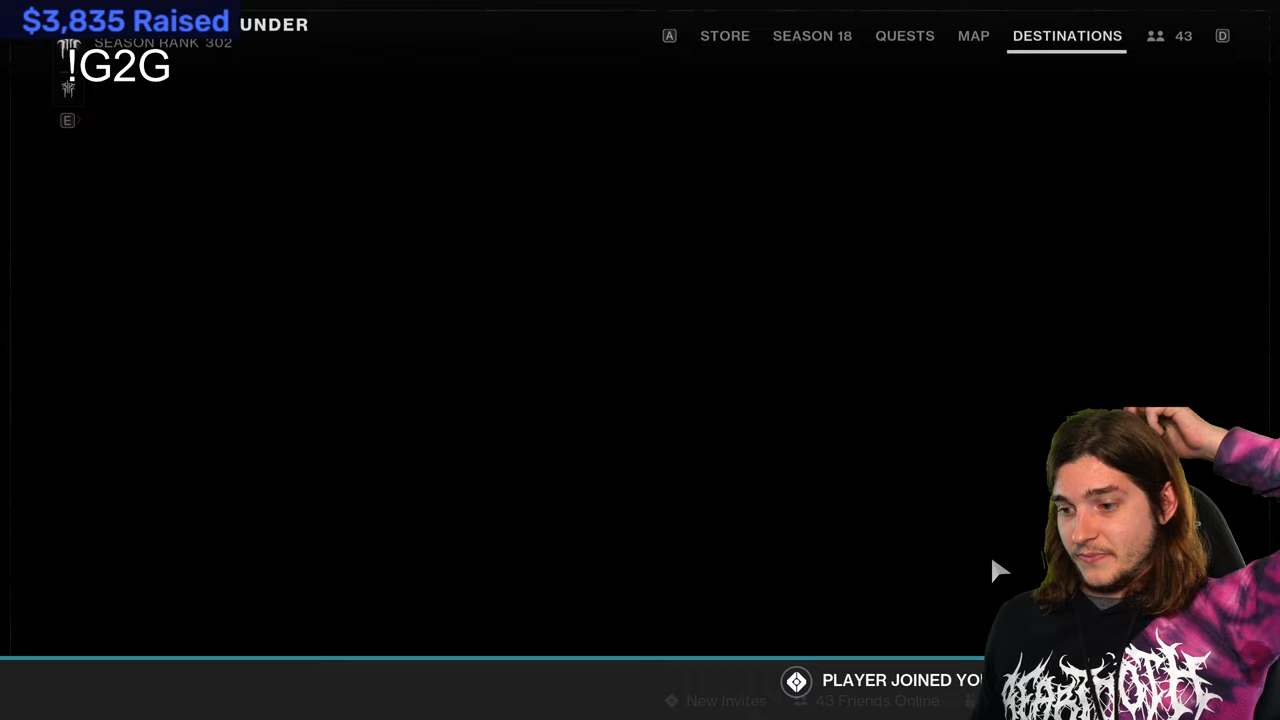 $3,835 Raised
UNDER
SEASON RANK 302
!G2G
E
A
STORE
SEASON 18
QUESTS
MAP
DESTINATIONS
43
D
PLAYER JOINED YO
New Invites
43 Friends Online